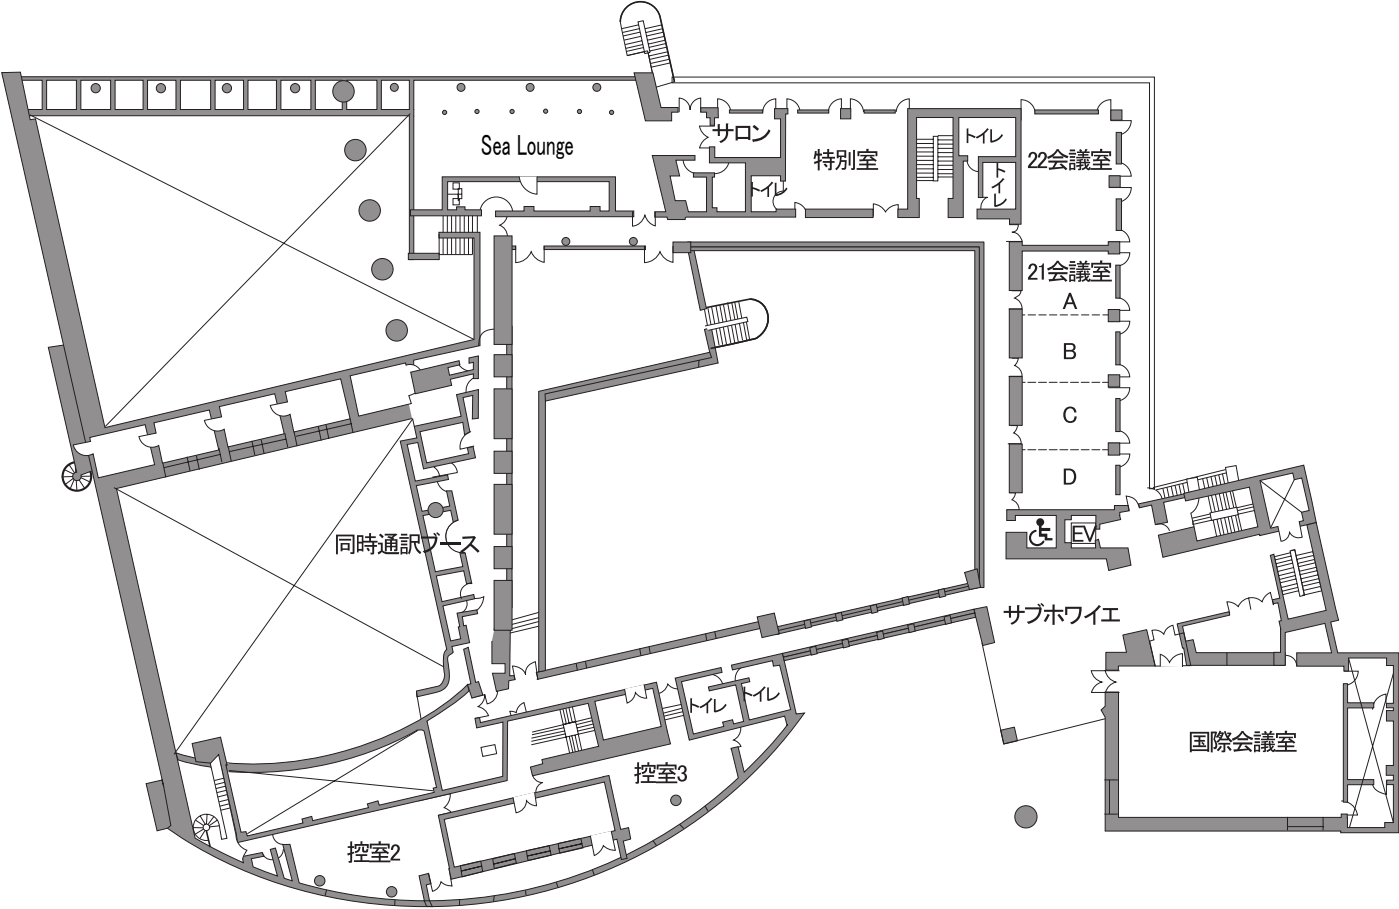 サロン
トイレ
Sea Lounge
特別室
22会議室
トイレ
トイレ
21会議室
A
B
C
D
同時通訳ブース
EV
サブホワイエ
トイレ
トイレ
国際会議室
控室3
控室2